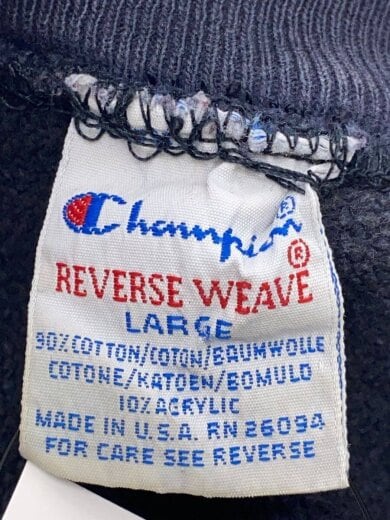 Champion®
REVERSE WEAVE®
LARGE
90% COTTON/COTON/BAUMWOLLE
COTONE/KATOEN/BOMULD
10% ACRYLIC
MADE IN U.S.A. RN 26094
FOR CARE SEE REVERSE